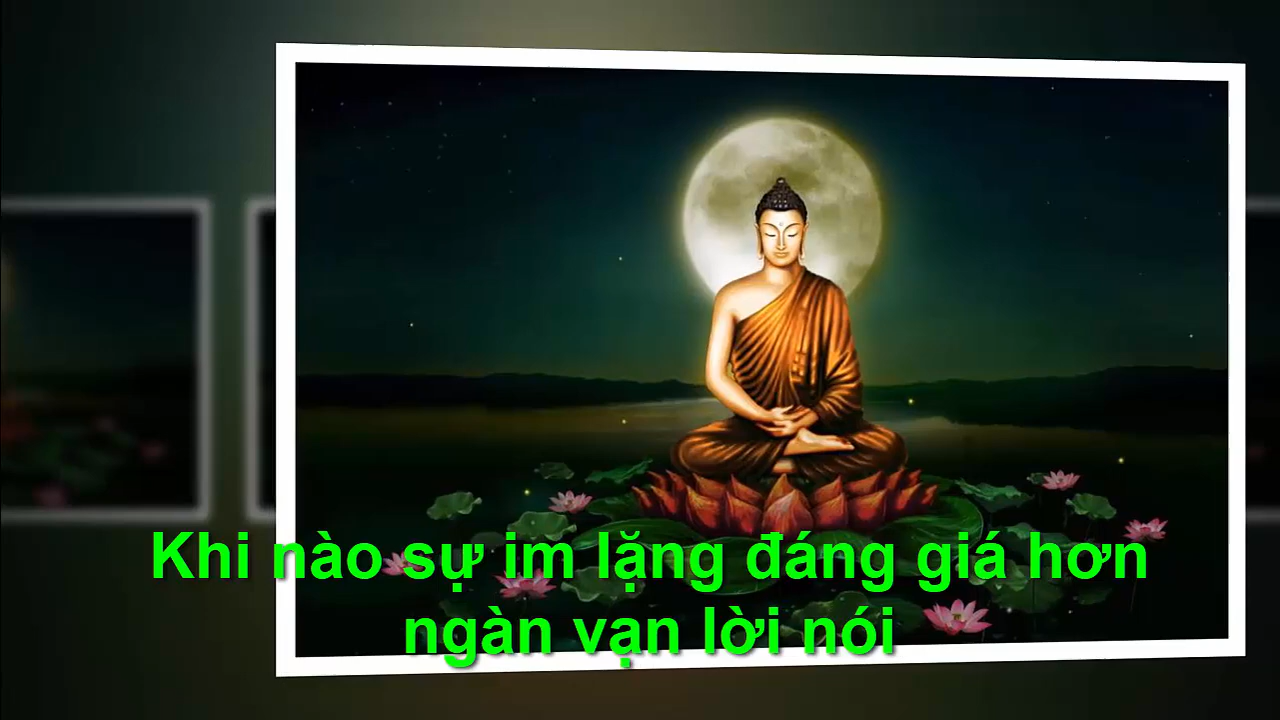 Khi nào sự im lặng đáng giá hơn
ngàn vạn lời nói